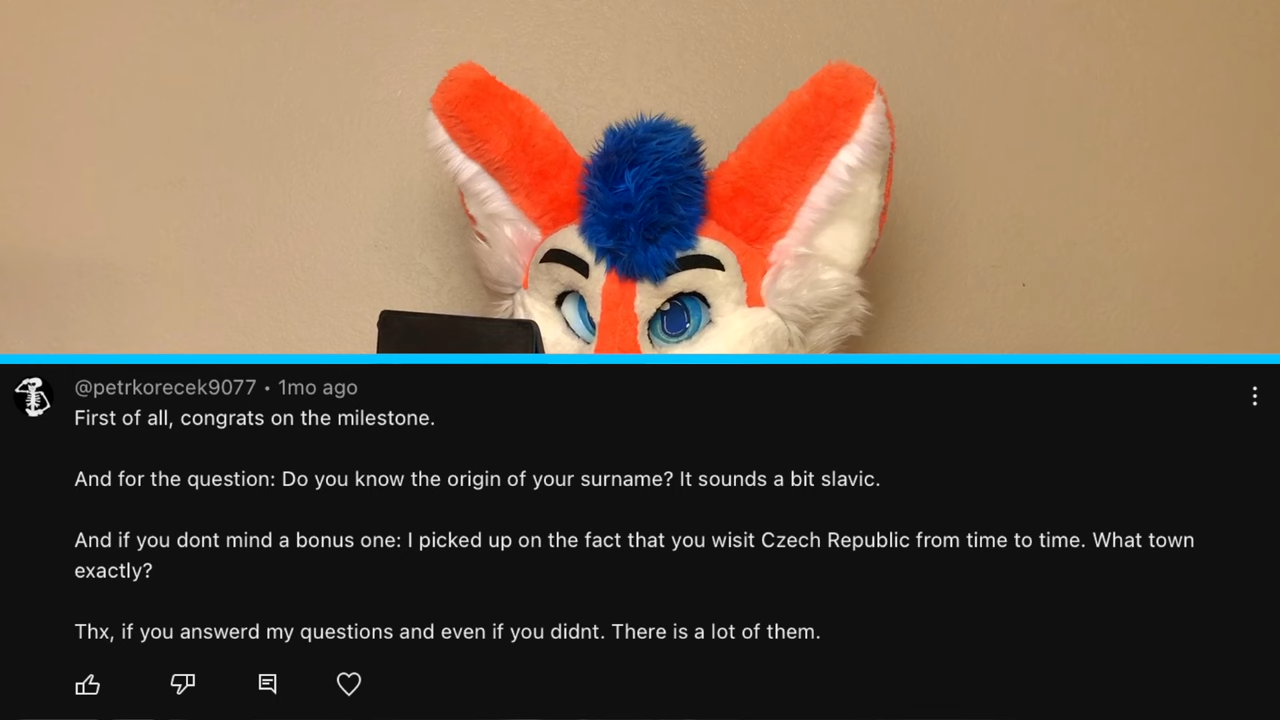 @petrkorecek9077 • 1mo ago
First of all, congrats on the milestone.
And for the question: Do you know the origin of your surname? It sounds a bit slavic.
And if you dont mind a bonus one: I picked up on the fact that you wisit Czech Republic from time to time. What town
exactly?
Thx, if you answerd my questions and even if you didnt. There is a lot of them.